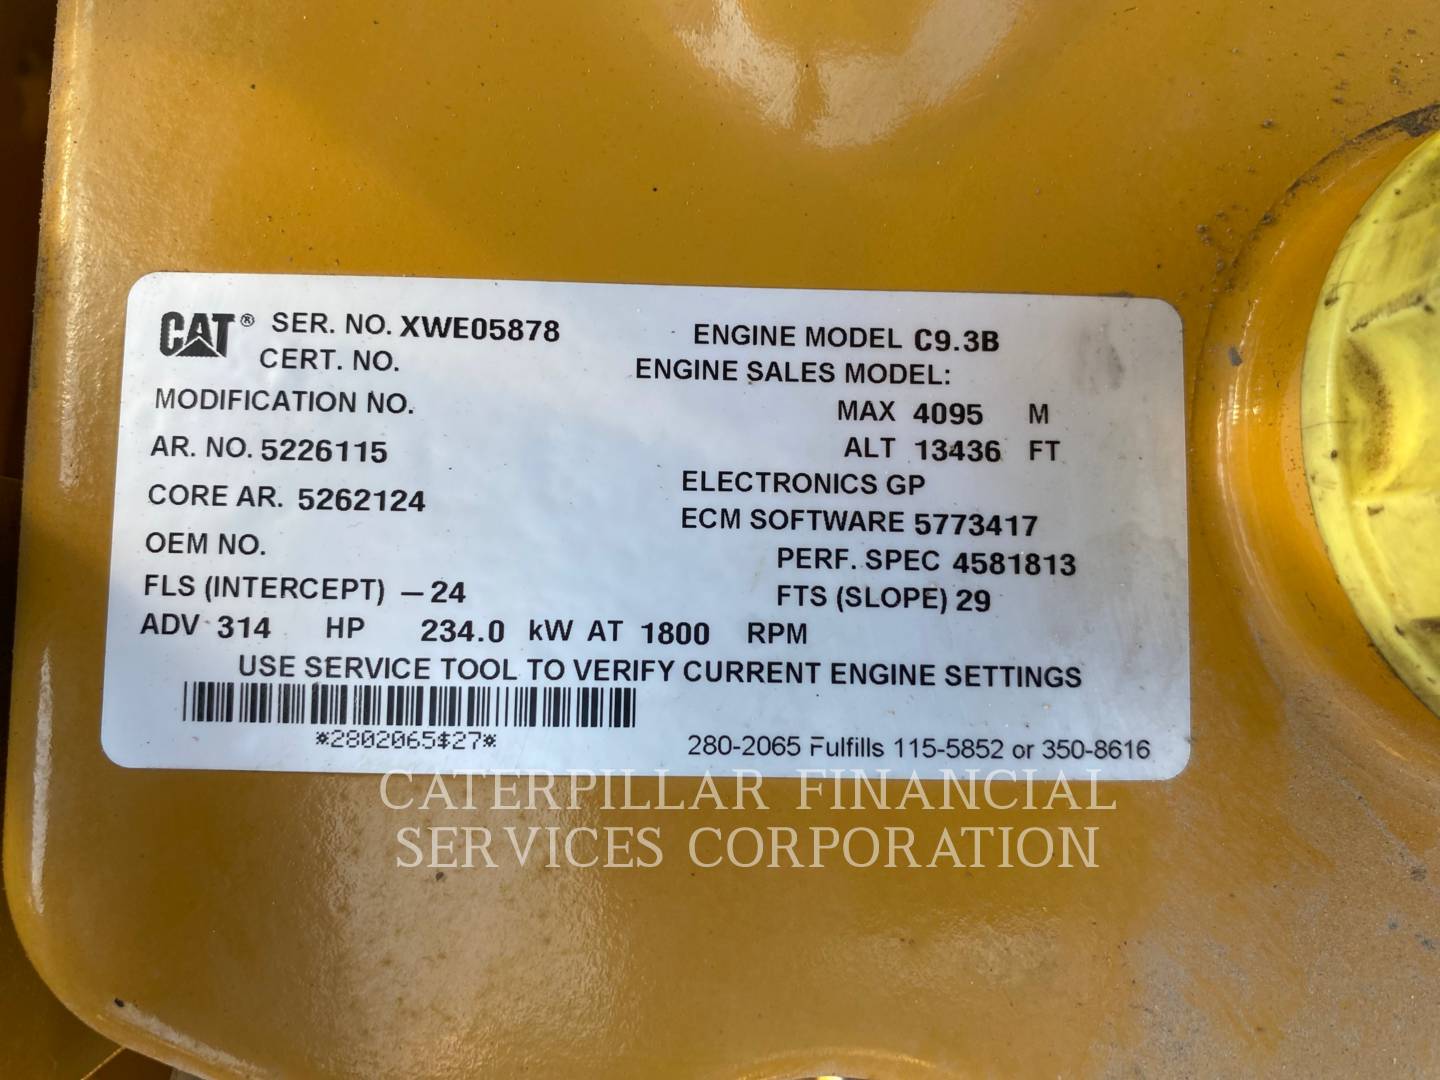 CAT® SER. NO. XWE05878 ENGINE MODEL C9.3B
CERT. NO. ENGINE SALES MODEL:
MODIFICATION NO. MAX 4095 M
AR. NO. 5226115 ALT 13436 FT
CORE AR. 5262124 ELECTRONICS GP
ECM SOFTWARE 5773417
OEM NO. PERF. SPEC 4581813
FLS (INTERCEPT) -24 FTS (SLOPE) 29
ADV 314 HP 234.0 kW AT 1800 RPM
USE SERVICE TOOL TO VERIFY CURRENT ENGINE SETTINGS
*2802065$27*
280-2065 Fulfills 115-5852 or 350-8616
CATERPILLAR FINANCIAL
SERVICES CORPORATION